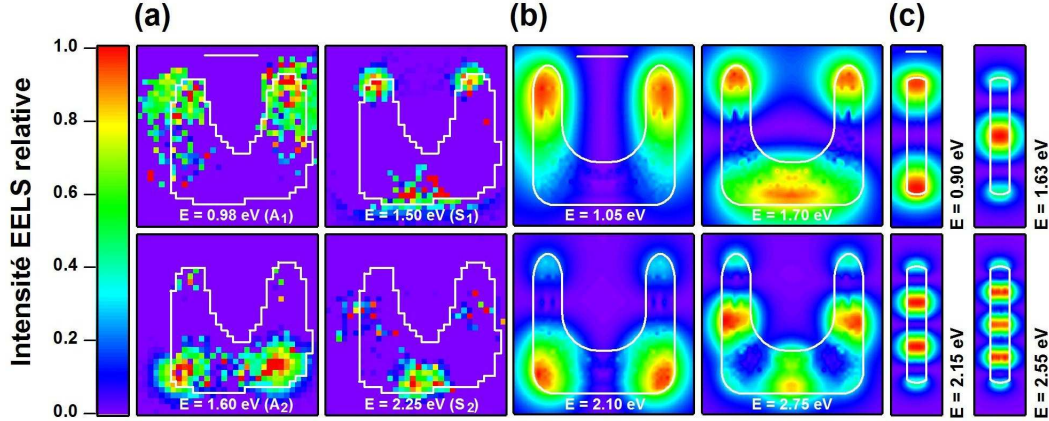 (a)
(b)
(c)
Intensité EELS relative
1.0
0.8
0.6
0.4
0.2
0.0
E = 0.98 eV (A1)
E = 1.50 eV (S1)
E = 1.05 eV
E = 1.70 eV
E = 0.90 eV
E = 1.63 eV
E = 1.60 eV (A2)
E = 2.25 eV (S2)
E = 2.10 eV
E = 2.75 eV
E = 2.15 eV
E = 2.55 eV